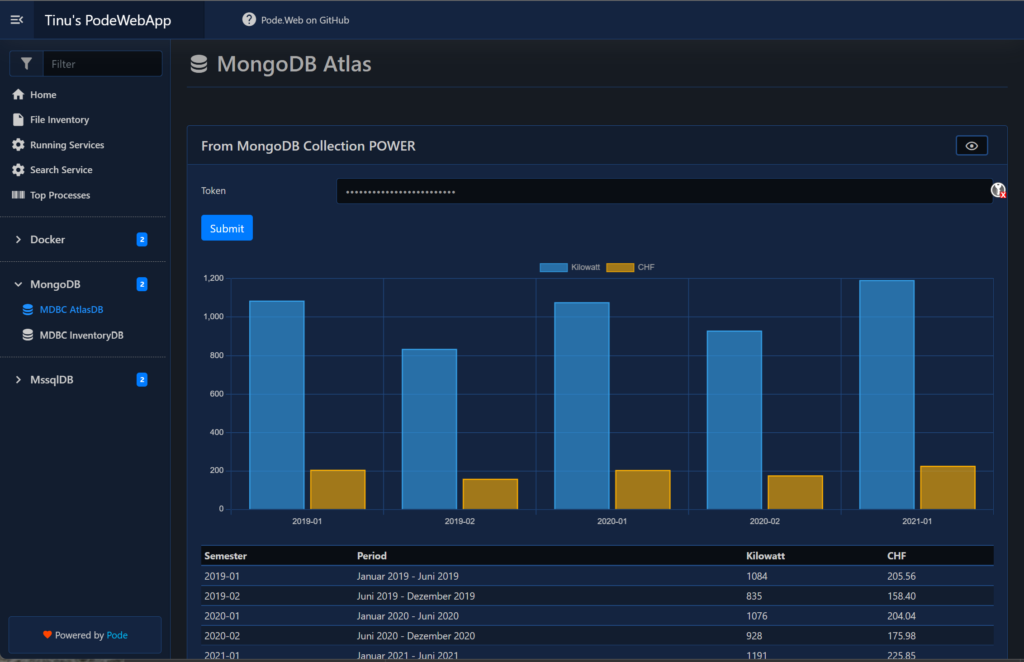 Tinu's PodeWebApp
Pode.Web on GitHub
Filter
Home
File Inventory
Running Services
Search Service
Top Processes
Docker 2
MongoDB 2
MDBC AtlasDB
MDBC InventoryDB
MssqlDB 2
Powered by Pode
MongoDB Atlas
From MongoDB Collection POWER
Token
Submit
Kilowatt CHF
1,200
1,000
800
600
400
200
0
2019-01 2019-02 2020-01 2020-02 2021-01
Semester Period Kilowatt CHF
2019-01 Januar 2019 - Juni 2019 1084 205.56
2019-02 Juni 2019 - Dezember 2019 835 158.40
2020-01 Januar 2020 - Juni 2020 1076 204.04
2020-02 Juni 2020 - Dezember 2020 928 175.98
2021-01 Januar 2021 - Juni 2021 1191 225.85